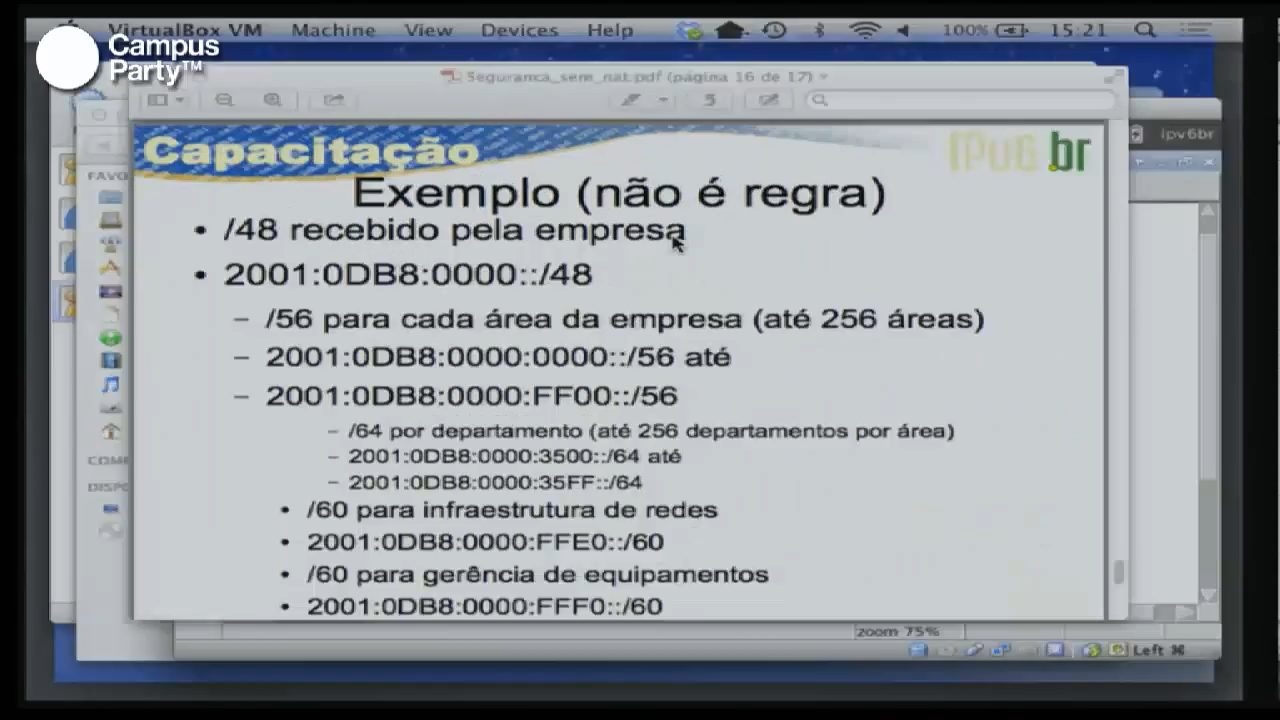 VirtualBox VM Machine View Devices Help 100% 15:21
Campus
Party™
Seguranca_sem_nat.pdf (página 16 de 17)
ipv6br
Capacitação
IPv6.br
FAVO
Exemplo (não é regra)
• /48 recebido pela empresa
• 2001:0DB8:0000::/48
– /56 para cada área da empresa (até 256 áreas)
– 2001:0DB8:0000:0000::/56 até
– 2001:0DB8:0000:FF00::/56
– /64 por departamento (até 256 departamentos por área)
– 2001:0DB8:0000:3500::/64 até
COMP
– 2001:0DB8:0000:35FF::/64
DISPO
• /60 para infraestrutura de redes
• 2001:0DB8:0000:FFE0::/60
• /60 para gerência de equipamentos
• 2001:0DB8:0000:FFF0::/60
zoom 75%
Left ⌘